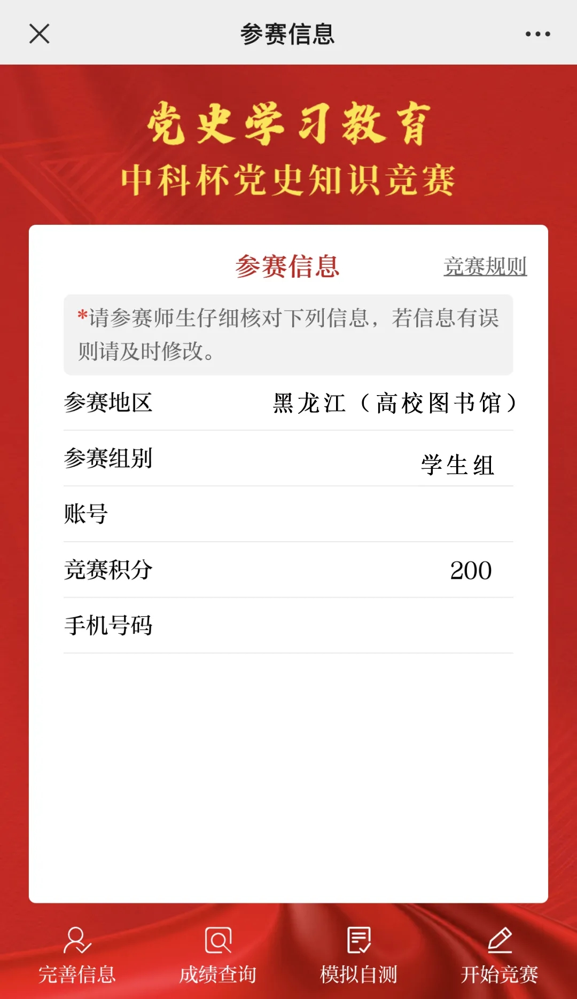 参赛信息
党史学习教育
中科杯党史知识竞赛
参赛信息
竞赛规则
*请参赛师生仔细核对下列信息，若信息有误
则请及时修改。
参赛地区 黑龙江（高校图书馆）
参赛组别 学生组
账号
竞赛积分 200
手机号码
完善信息 成绩查询 模拟自测 开始竞赛